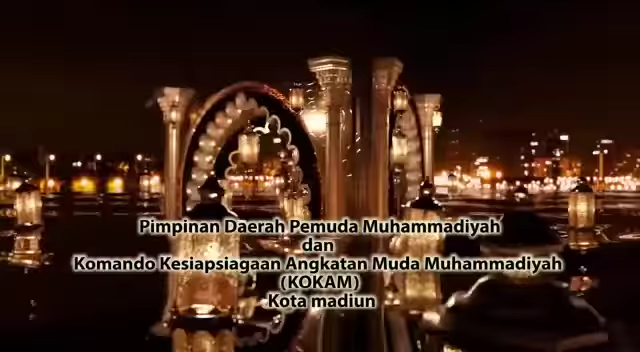 Pimpinan Daerah Pemuda Muhammadiyah
dan
Komando Kesiapsiagaan Angkatan Muda Muhammadiyah
(KOKAM)
Kota madiun